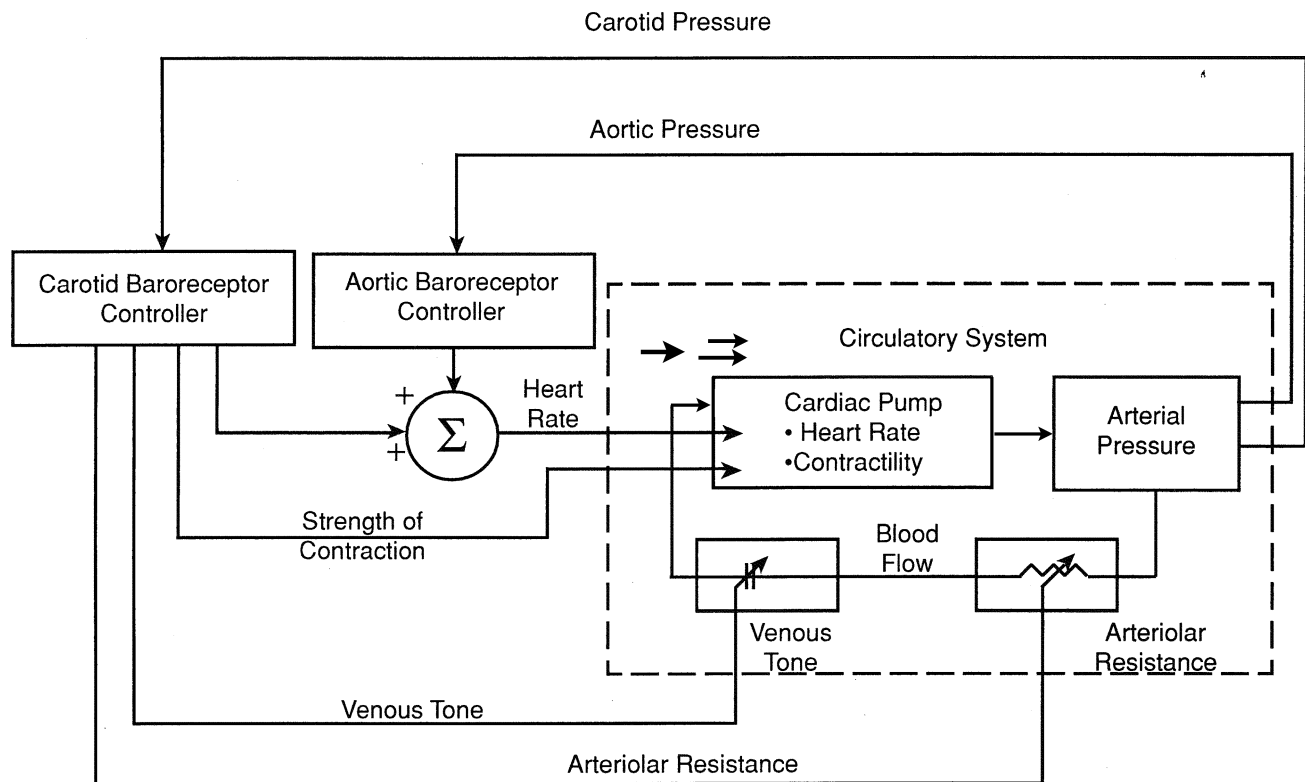 Carotid Pressure
Aortic Pressure
Carotid Baroreceptor
Controller
Aortic Baroreceptor
Controller
Circulatory System
+
+
Σ
Heart
Rate
Cardiac Pump
• Heart Rate
•Contractility
Arterial
Pressure
Strength of
Contraction
Blood
Flow
Venous
Tone
Arteriolar
Resistance
Venous Tone
Arteriolar Resistance